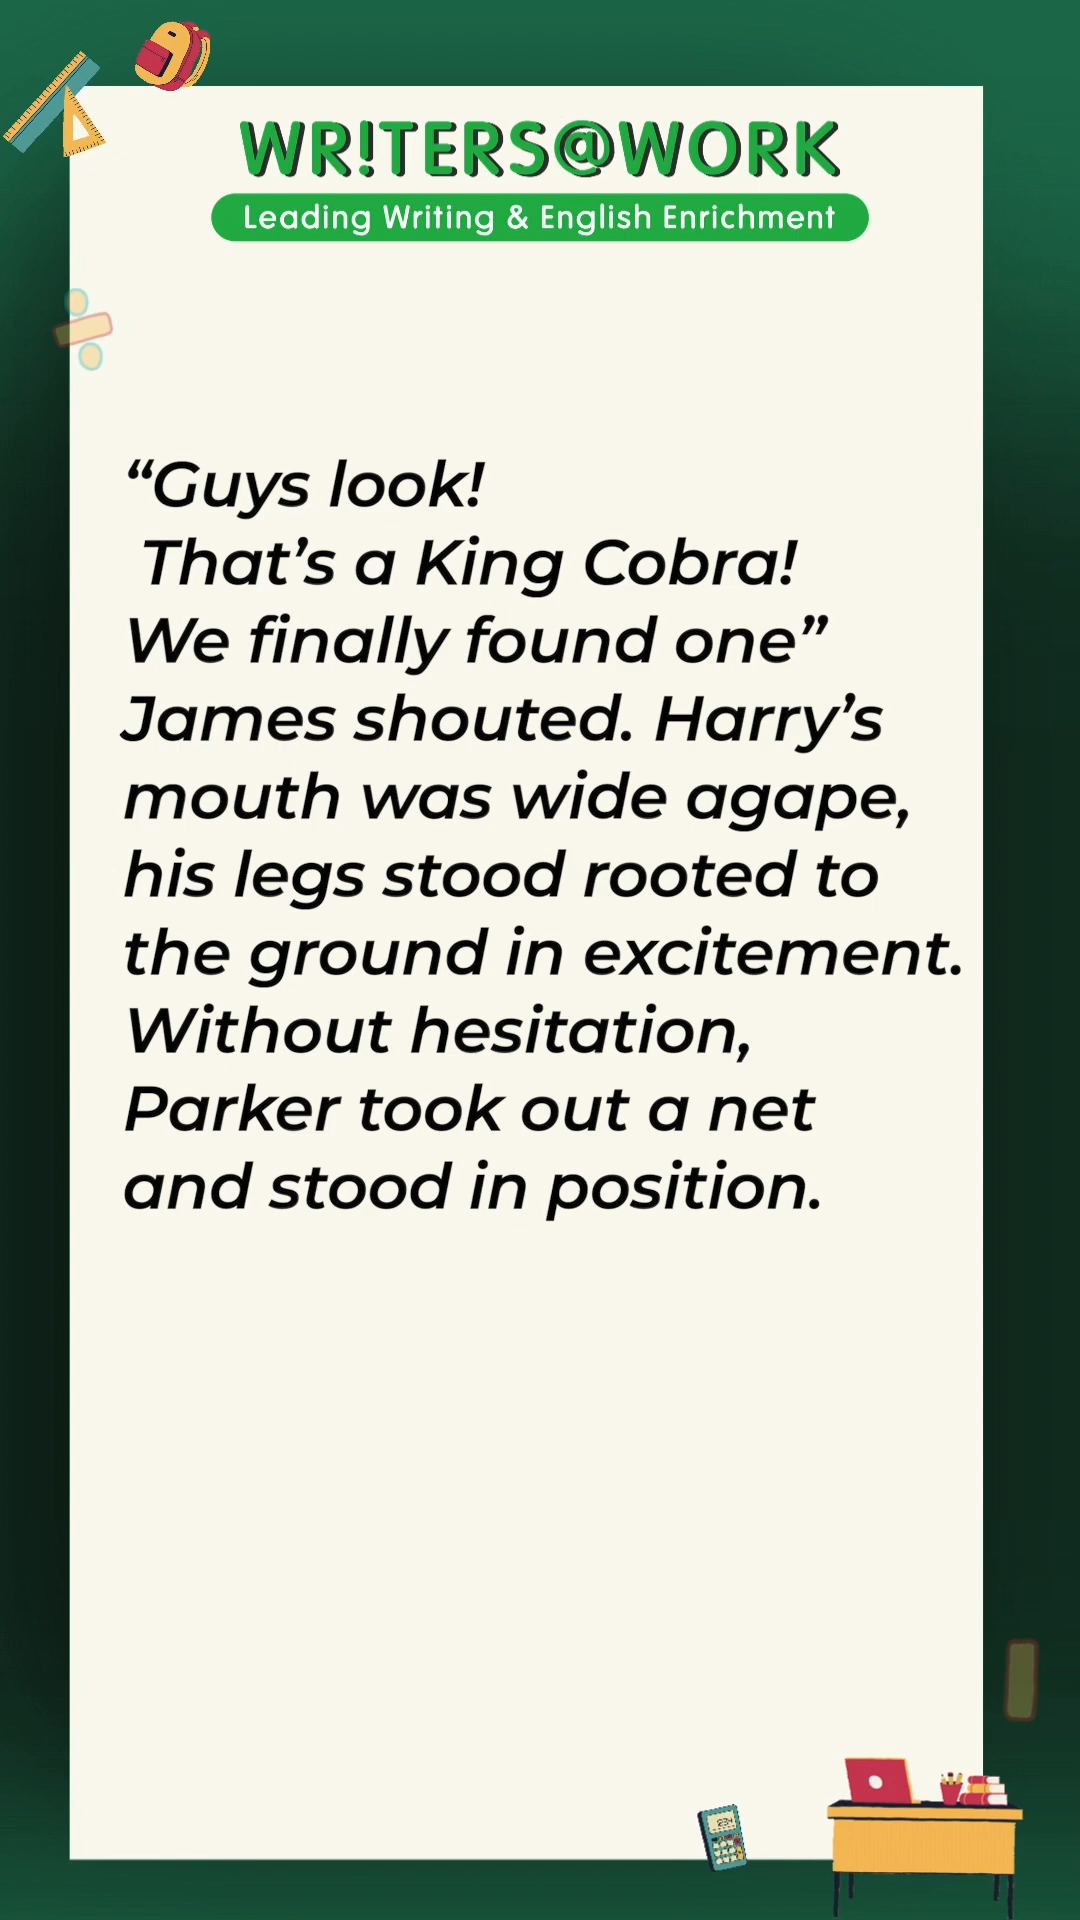 WR!TERS@WORK
Leading Writing & English Enrichment
“Guys look!
That’s a King Cobra!
We finally found one”
James shouted. Harry’s
mouth was wide agape,
his legs stood rooted to
the ground in excitement.
Without hesitation,
Parker took out a net
and stood in position.
1234